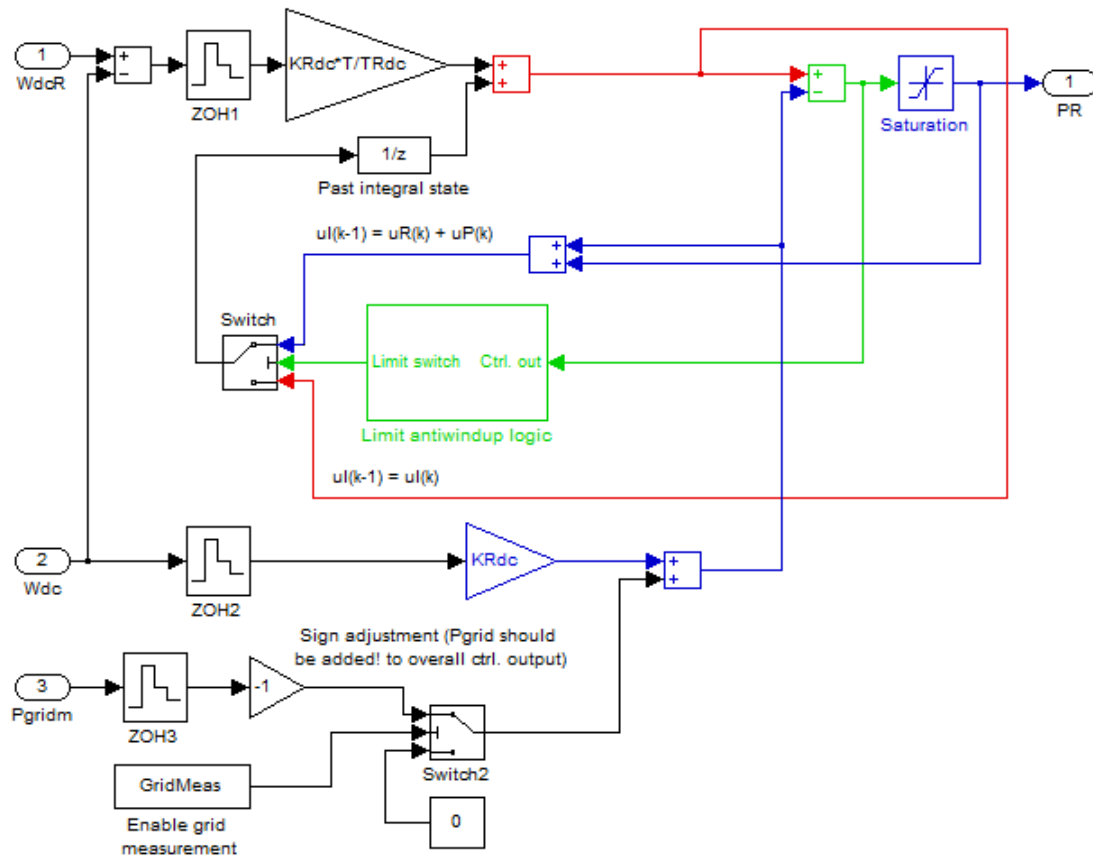 1
WdcR
+
−
ZOH1
KRdc*T/TRdc
+
+
+
−
Saturation
1
PR
1/z
Past integral state
uI(k-1) = uR(k) + uP(k)
+
+
Switch
Limit switch Ctrl. out
Limit antiwindup logic
uI(k-1) = uI(k)
2
Wdc
ZOH2
KRdc
+
+
Sign adjustment (Pgrid should
be added! to overall ctrl. output)
3
Pgridm
ZOH3
-1
Switch2
GridMeas
Enable grid
measurement
0